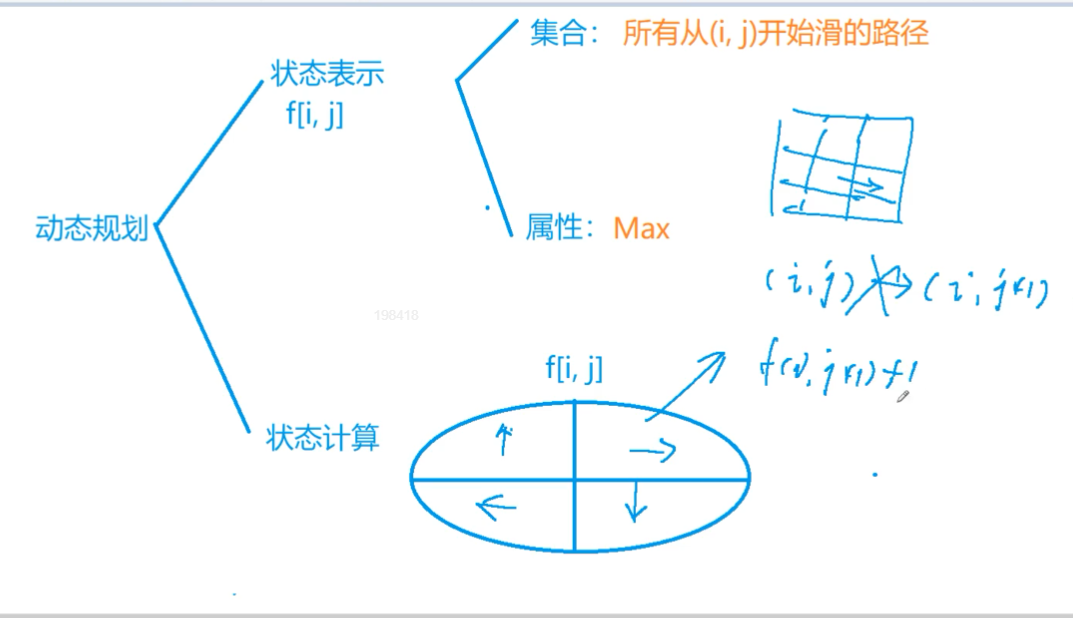 集合： 所有从(i, j)开始滑的路径
状态表示
f[i, j]
动态规划
属性： Max
(i, j) → (i, j+1)
198418
f[i, j]
f(i, j+1)+1
状态计算